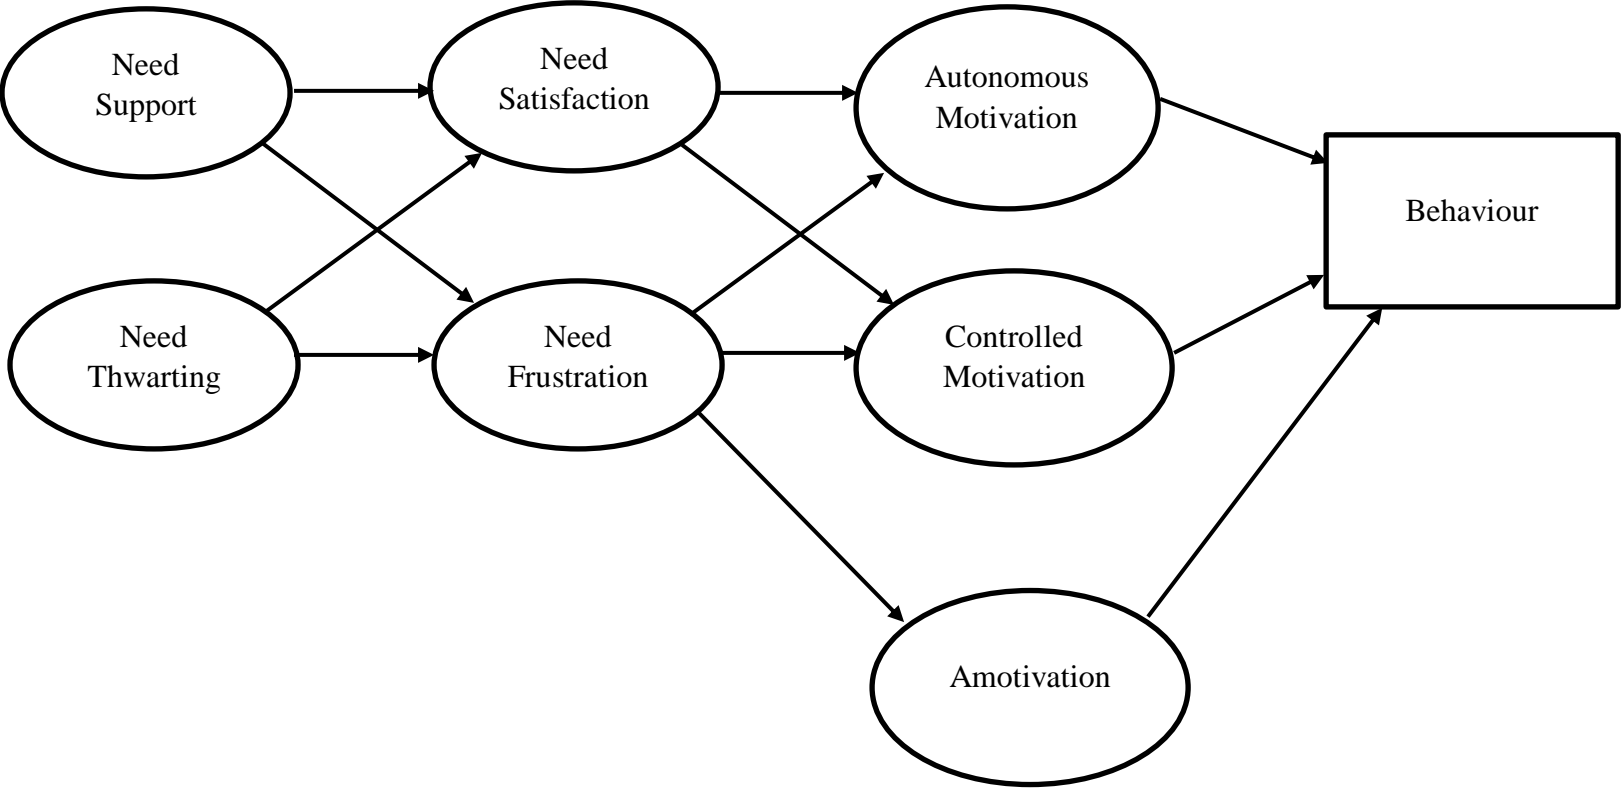 Need
Support
Need
Satisfaction
Autonomous
Motivation
Behaviour
Need
Thwarting
Need
Frustration
Controlled
Motivation
Amotivation